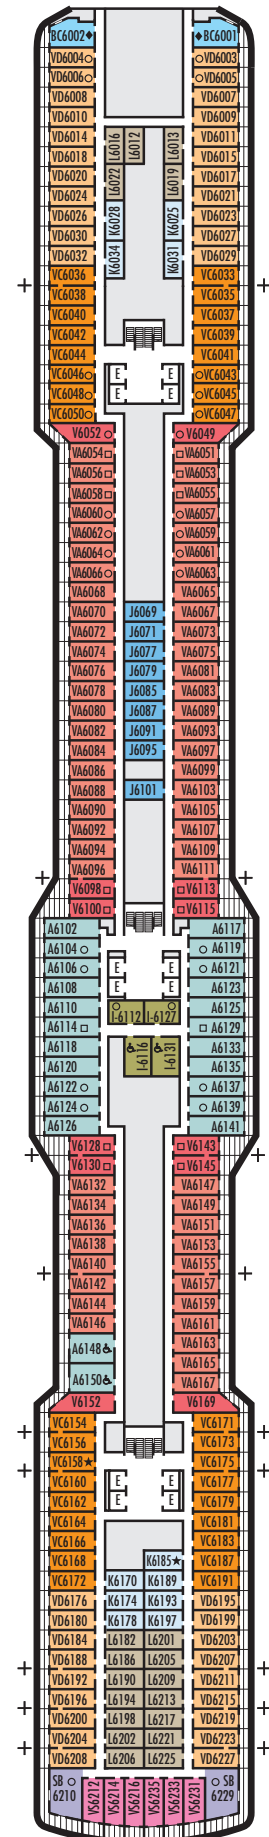 BC6002♦ ♦BC6001
VD6004○ ○VD6003
VD6006○ ○VD6005
VD6008 VD6007
VD6010 VD6009
VD6014 L6016 L6012 L6013 VD6011
VD6018 VD6015
VD6020 L6022 L6019 VD6017
VD6024 VD6021
VD6026 K6028 K6025 VD6023
VD6030 VD6027
VD6032 K6034 K6031 VD6029
VC6036 VC6033
VC6038 VC6035
VC6040 VC6037
VC6042 VC6039
VC6044 VC6041
VC6046○ E E ○VC6043
VC6048○ E E ○VC6045
VC6050○ ○VC6047
V6052○ ○V6049
VA6054□ □VA6051
VA6056□ □VA6053
VA6058□ □VA6055
VA6060○ ○VA6057
VA6062○ ○VA6059
VA6064○ ○VA6061
VA6066○ ○VA6063
VA6068 VA6065
VA6070 J6069 VA6067
VA6072 J6071 VA6073
VA6074 J6077 VA6075
VA6076 J6079 VA6081
VA6078 J6085 VA6083
VA6080 J6087 VA6089
VA6082 J6091 VA6093
VA6084 J6095 VA6097
VA6086 VA6099
VA6088 J6101 VA6103
VA6090 VA6105
VA6092 VA6107
VA6094 VA6109
VA6096 VA6111
V6098□ □V6113
V6100□ □V6115
A6102 A6117
A6104○ ○A6119
A6106○ E E ○A6121
A6108 E E A6123
A6110 I-6112 I-6127 A6125
A6114□ □A6129
A6118 I-6116 I-6131 A6133
A6120 A6135
A6122○ ○A6137
A6124○ ○A6139
A6126 A6141
V6128□ □V6143
V6130□ □V6145
VA6132 VA6147
VA6134 VA6149
VA6136 VA6151
VA6138 VA6153
VA6140 VA6155
VA6142 VA6157
VA6144 VA6159
VA6146 VA6161
A6148 VA6163
VA6165
A6150 VA6167
V6152 V6169
VC6154 VC6171
VC6156 VC6173
VC6158★ VC6175
VC6160 E E VC6177
VC6162 E E VC6179
VC6164 VC6181
VC6166 VC6183
VC6168 K6185★ VC6187
VC6172 K6170 K6189 VC6191
VD6176 K6174 K6193 VD6195
VD6180 K6178 K6197 VD6199
VD6184 L6182 L6201 VD6203
VD6188 L6186 L6205 VD6207
VD6192 L6190 L6209 VD6211
VD6196 L6194 L6213 VD6215
VD6200 L6198 L6217 VD6219
VD6204 L6202 L6221 VD6223
VD6208 L6206 L6225 VD6227
SB○ ○SB
6210 VS6212 VS6214 VS6216 VS6235 VS6233 VS6231 6229